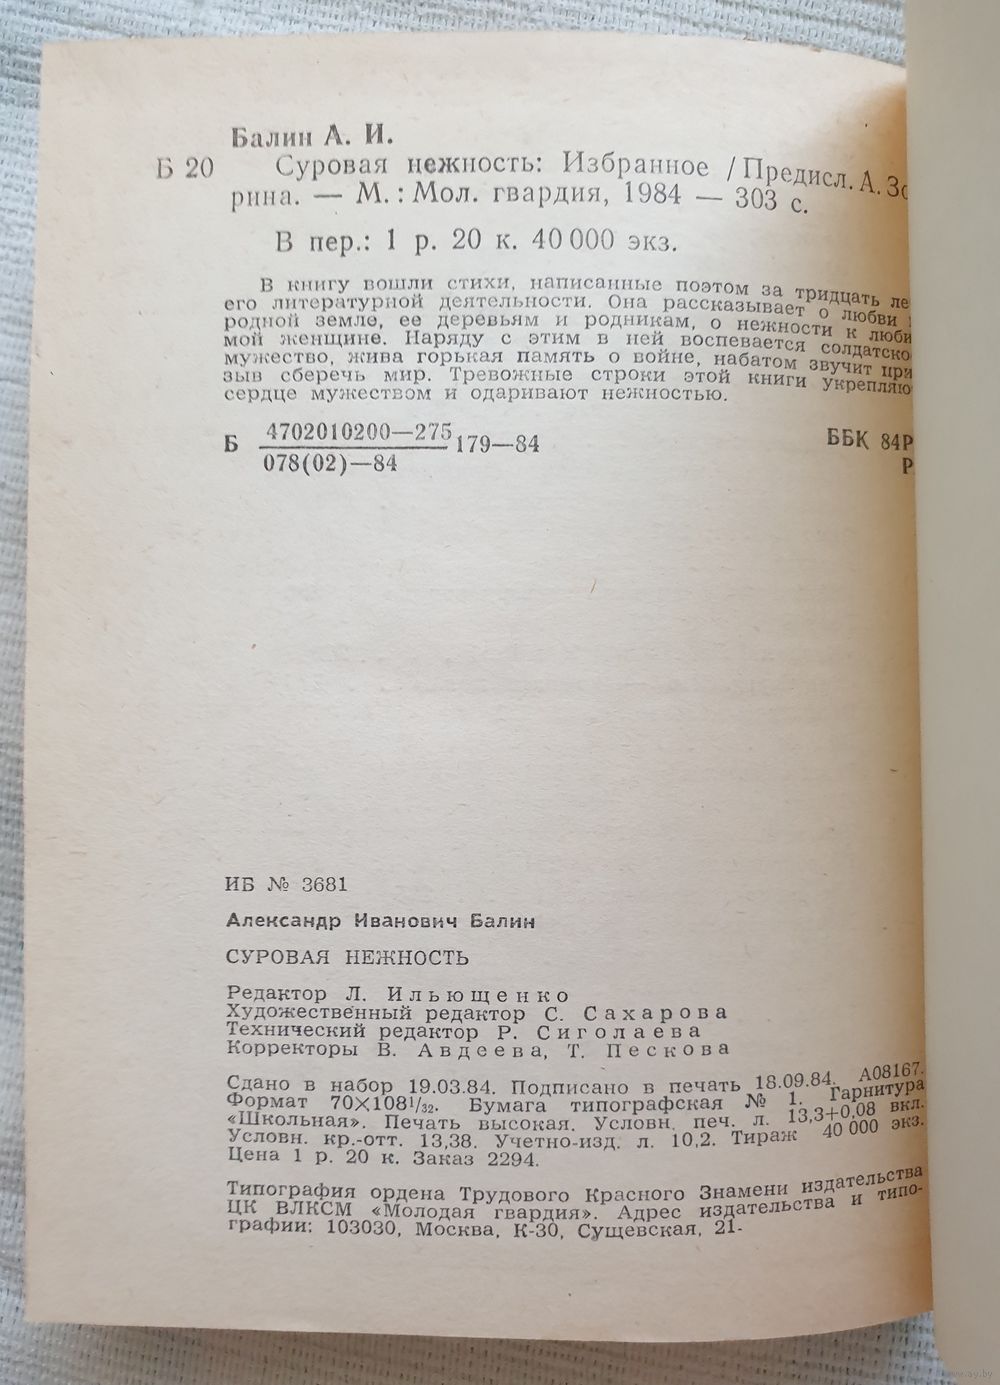 Балин А. И.
Б 20 Суровая нежность: Избранное / Предисл. А. Зо
рина. — М. : Мол. гвардия, 1984 — 303 с.
В пер.: 1 р. 20 к. 40 000 экз.
В книгу вошли стихи, написанные поэтом за тридцать ле
его литературной деятельности. Она рассказывает о любви
родной земле, ее деревьям и родникам, о нежности к люби
мой женщине. Наряду с этим в ней воспевается солдатско
мужество, жива горькая память о войне, набатом звучит при
зыв сберечь мир. Тревожные строки этой книги укрепляю
сердце мужеством и одаривают нежностью.
Б 4702010200—275 179—84 ББК 84Р
078(02)—84 Р
ИБ № 3681
Александр Иванович Балин
СУРОВАЯ НЕЖНОСТЬ
Редактор Л. Ильющенко
Художественный редактор С. Сахарова
Технический редактор Р. Сиголаева
Корректоры В. Авдеева, Т. Пескова
Сдано в набор 19.03.84. Подписано в печать 18.09.84. А08167.
Формат 70×108 1/32. Бумага типографская № 1. Гарнитура
«Школьная». Печать высокая. Условн. печ. л. 13,3+0,08 вкл.
Условн. кр.-отт. 13,38. Учетно-изд. л. 10,2. Тираж 40 000 экз.
Цена 1 р. 20 к. Заказ 2294.
Типография ордена Трудового Красного Знамени издательства
ЦК ВЛКСМ «Молодая гвардия». Адрес издательства и типо-
графии: 103030, Москва, К-30, Сущевская, 21-